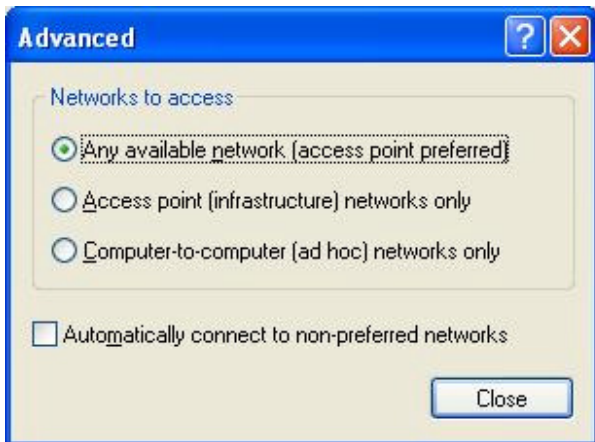 Advanced
?
Networks to access
Any available network (access point preferred)
Access point (infrastructure) networks only
Computer-to-computer (ad hoc) networks only
Automatically connect to non-preferred networks
Close